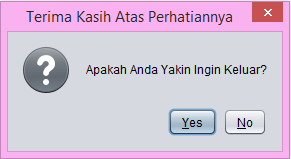 Terima Kasih Atas Perhatiannya
Apakah Anda Yakin Ingin Keluar?
Yes No